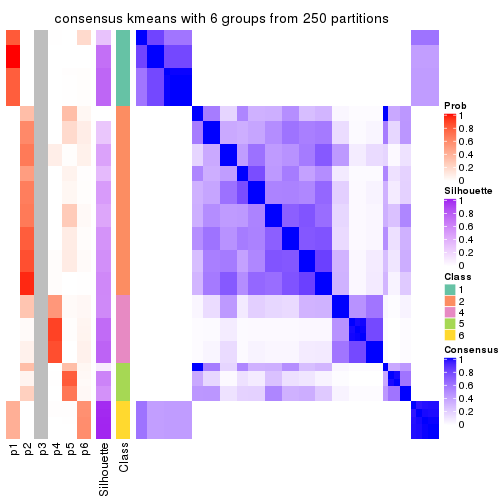 consensus kmeans with 6 groups from 250 partitions
Prob
1
0.8
0.6
0.4
0.2
0
Silhouette
1
0.8
0.6
0.4
0.2
0
Class
1
2
4
5
6
Consensus
1
0.8
0.6
0.4
0.2
0
p1
p2
p3
p4
p5
p6
Silhouette
Class